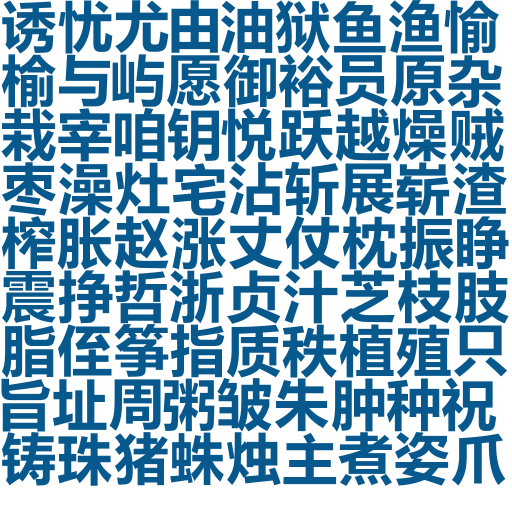 诱忧尤由油狱鱼渔愉
榆与屿愿御裕员原杂
栽宰咱钥悦跃越燥贼
枣澡灶宅沾斩展崭渣
榨胀赵涨丈仗枕振睁
震挣哲浙贞汁芝枝肢
脂侄筝指质秩植殖只
旨址周粥皱朱肿种祝
铸珠猪蛛烛主煮姿爪